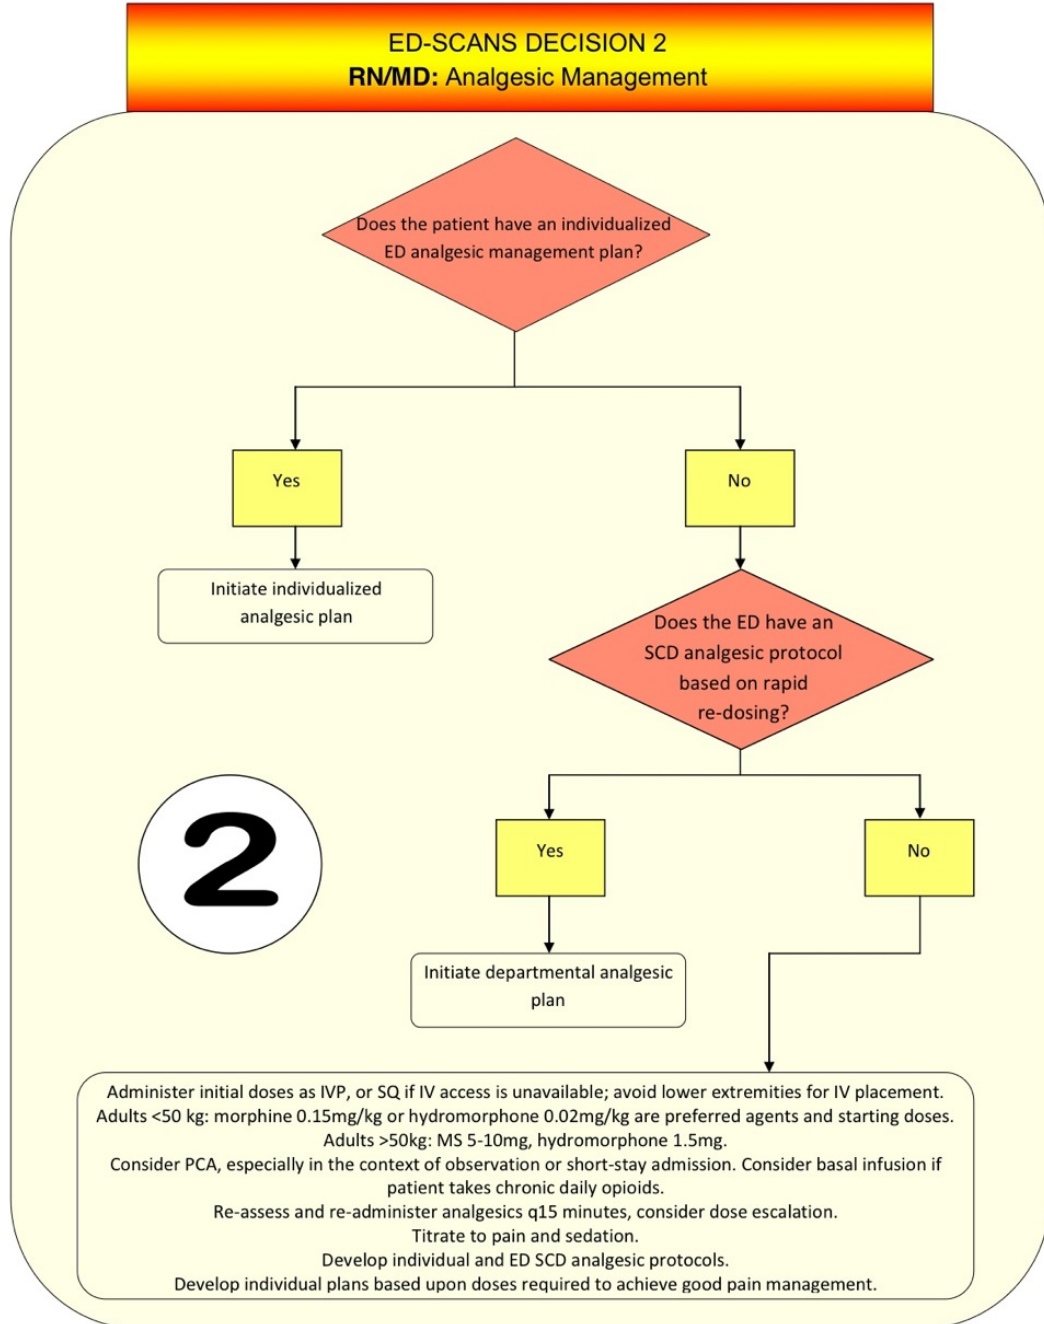 ED-SCANS DECISION 2
RN/MD: Analgesic Management
Does the patient have an individualized
ED analgesic management plan?
Yes
No
Initiate individualized
analgesic plan
Does the ED have an
SCD analgesic protocol
based on rapid
re-dosing?
2
Yes
No
Initiate departmental analgesic
plan
Administer initial doses as IVP, or SQ if IV access is unavailable; avoid lower extremities for IV placement.
Adults <50 kg: morphine 0.15mg/kg or hydromorphone 0.02mg/kg are preferred agents and starting doses.
Adults >50kg: MS 5-10mg, hydromorphone 1.5mg.
Consider PCA, especially in the context of observation or short-stay admission. Consider basal infusion if
patient takes chronic daily opioids.
Re-assess and re-administer analgesics q15 minutes, consider dose escalation.
Titrate to pain and sedation.
Develop individual and ED SCD analgesic protocols.
Develop individual plans based upon doses required to achieve good pain management.